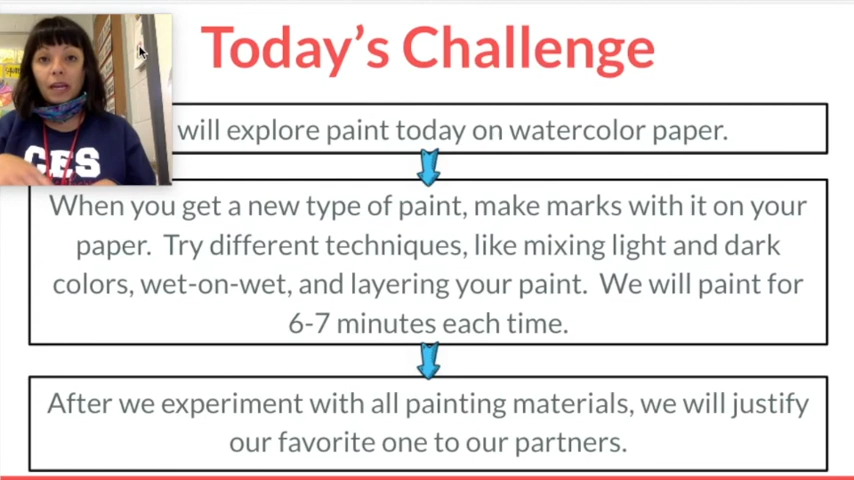 Today's Challenge
will explore paint today on watercolor paper.
When you get a new type of paint, make marks with it on your
paper. Try different techniques, like mixing light and dark
colors, wet-on-wet, and layering your paint. We will paint for
6-7 minutes each time.
After we experiment with all painting materials, we will justify
our favorite one to our partners.
CES